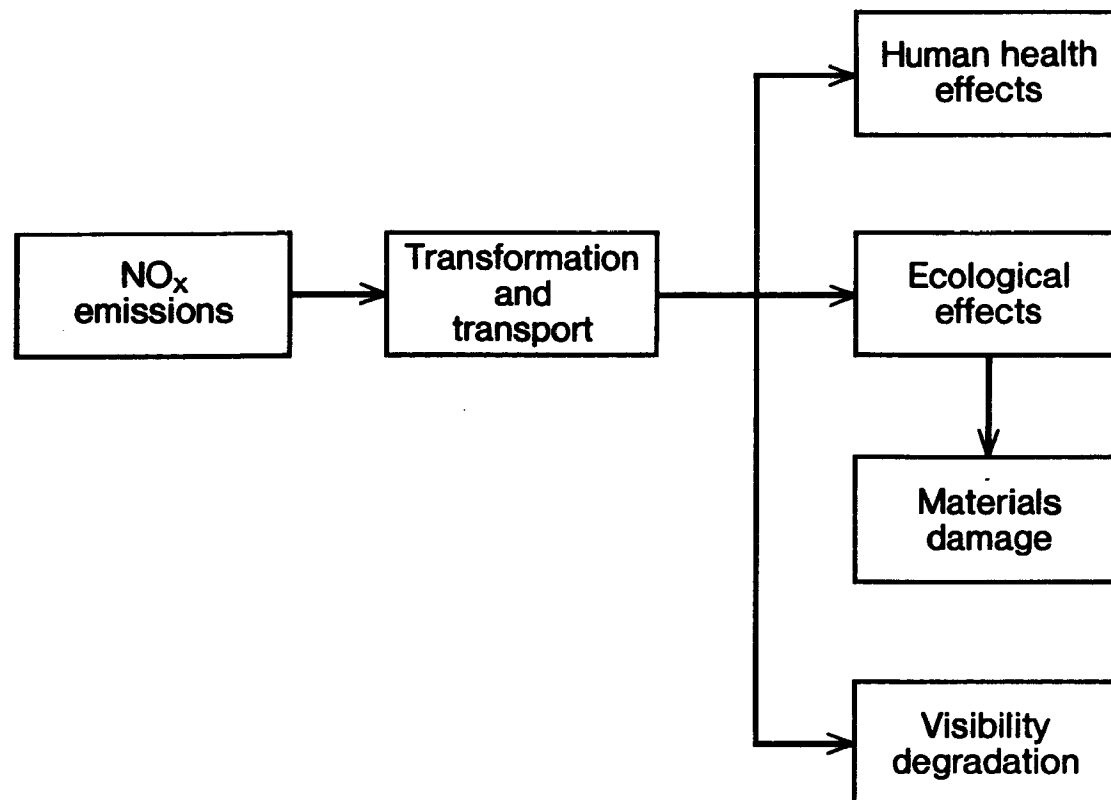 Human health
effects
NOx
emissions
Transformation
and
transport
Ecological
effects
Materials
damage
Visibility
degradation